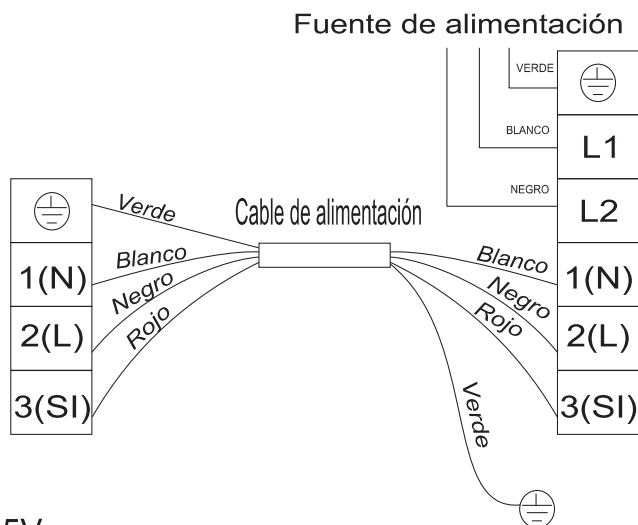 Fuente de alimentación
VERDE
BLANCO
L1
NEGRO
L2
Verde
Cable de alimentación
1(N)
Blanco
Blanco
1(N)
2(L)
Negro
Negro
2(L)
3(SI)
Rojo
Rojo
3(SI)
Verde
5V